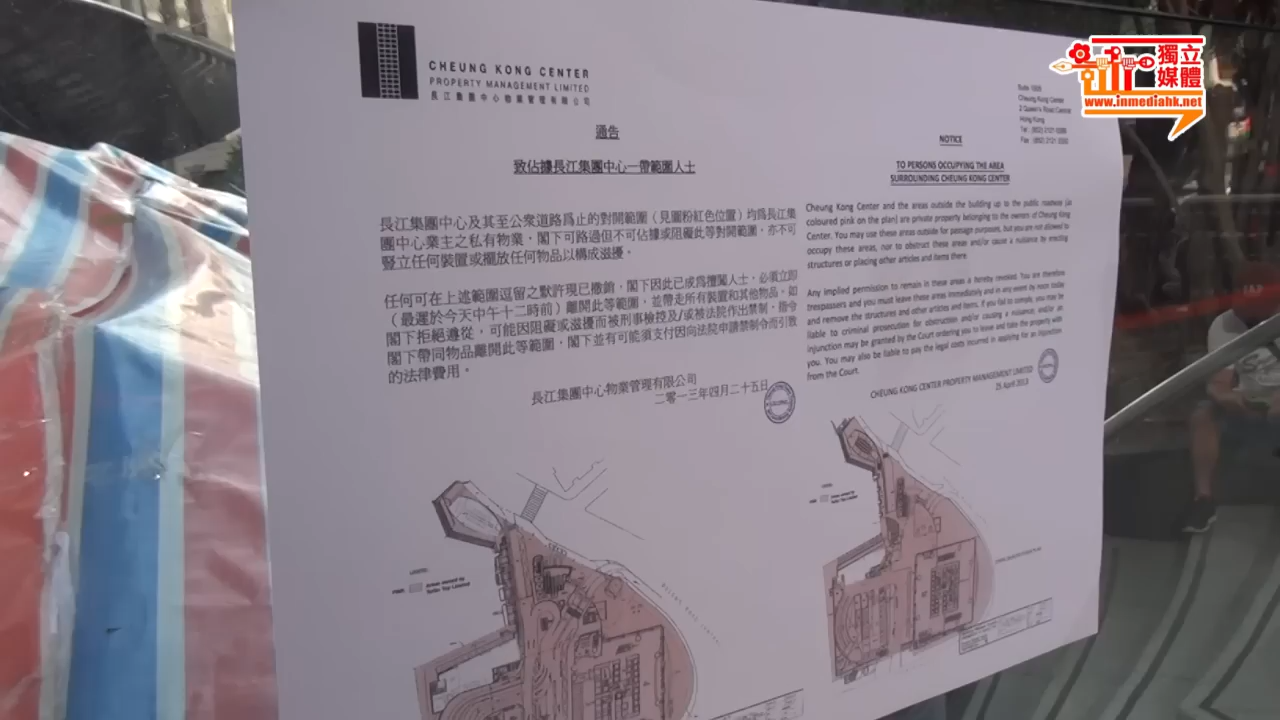 CHEUNG KONG CENTER
PROPERTY MANAGEMENT LIMITED
長江集團中心物業管理有限公司
通告
致佔據長江集團中心一帶範圍人士
長江集團中心及其至公衆道路爲止的對開範圍（見圖粉紅色位置）均爲長江集
團中心業主之私有物業，閣下可路過但不可佔據或阻礙此等對開範圍，亦不可
豎立任何裝置或擺放任何物品以構成滋擾。
任何可在上述範圍逗留之默許現已撤銷，閣下因此已成爲擅闖人士，必須立即
（最遲於今天中午十二時前）離開此等範圍，並帶走所有裝置和其他物品。如
閣下拒絕遵從，可能因阻礙或滋擾而被刑事檢控及/或被法院作出禁制，指令
閣下帶同物品離開此等範圍，閣下並有可能須支付因向法院申請禁制令而引致
的法律費用。
長江集團中心物業管理有限公司
二零一三年四月二十五日
Suite 
Cheung Kong Center
2 Queen's Road Central
Hong Kong
NOTICE
TO PERSONS OCCUPYING THE AREA
SURROUNDING CHEUNG KONG CENTER
Cheung Kong Center and the areas outside the building up to the public roadway (as
coloured pink on the plan) are private property belonging to the owners of Cheung Kong
Center. You may use these areas outside for passage purposes, but you are not allowed to
occupy these areas, nor to obstruct these areas and/or cause a nuisance by erecting
structures or placing other articles and items there.
Any implied permission to remain in these areas is hereby revoked. You are therefore
trespassers and you must leave these areas immediately and in any event by noon today
and remove the structures and other articles and items. If you fail to comply, you may be
liable to criminal prosecution for obstruction and/or causing a nuisance; and/or an
injunction may be granted by the Court ordering you to leave and take the property with
you. You may also be liable to pay the legal costs incurred in applying for an injunction
from the Court.
CHEUNG KONG CENTER PROPERTY MANAGEMENT LIMITED
25 April 2013
獨立
媒體
www.inmediahk.net